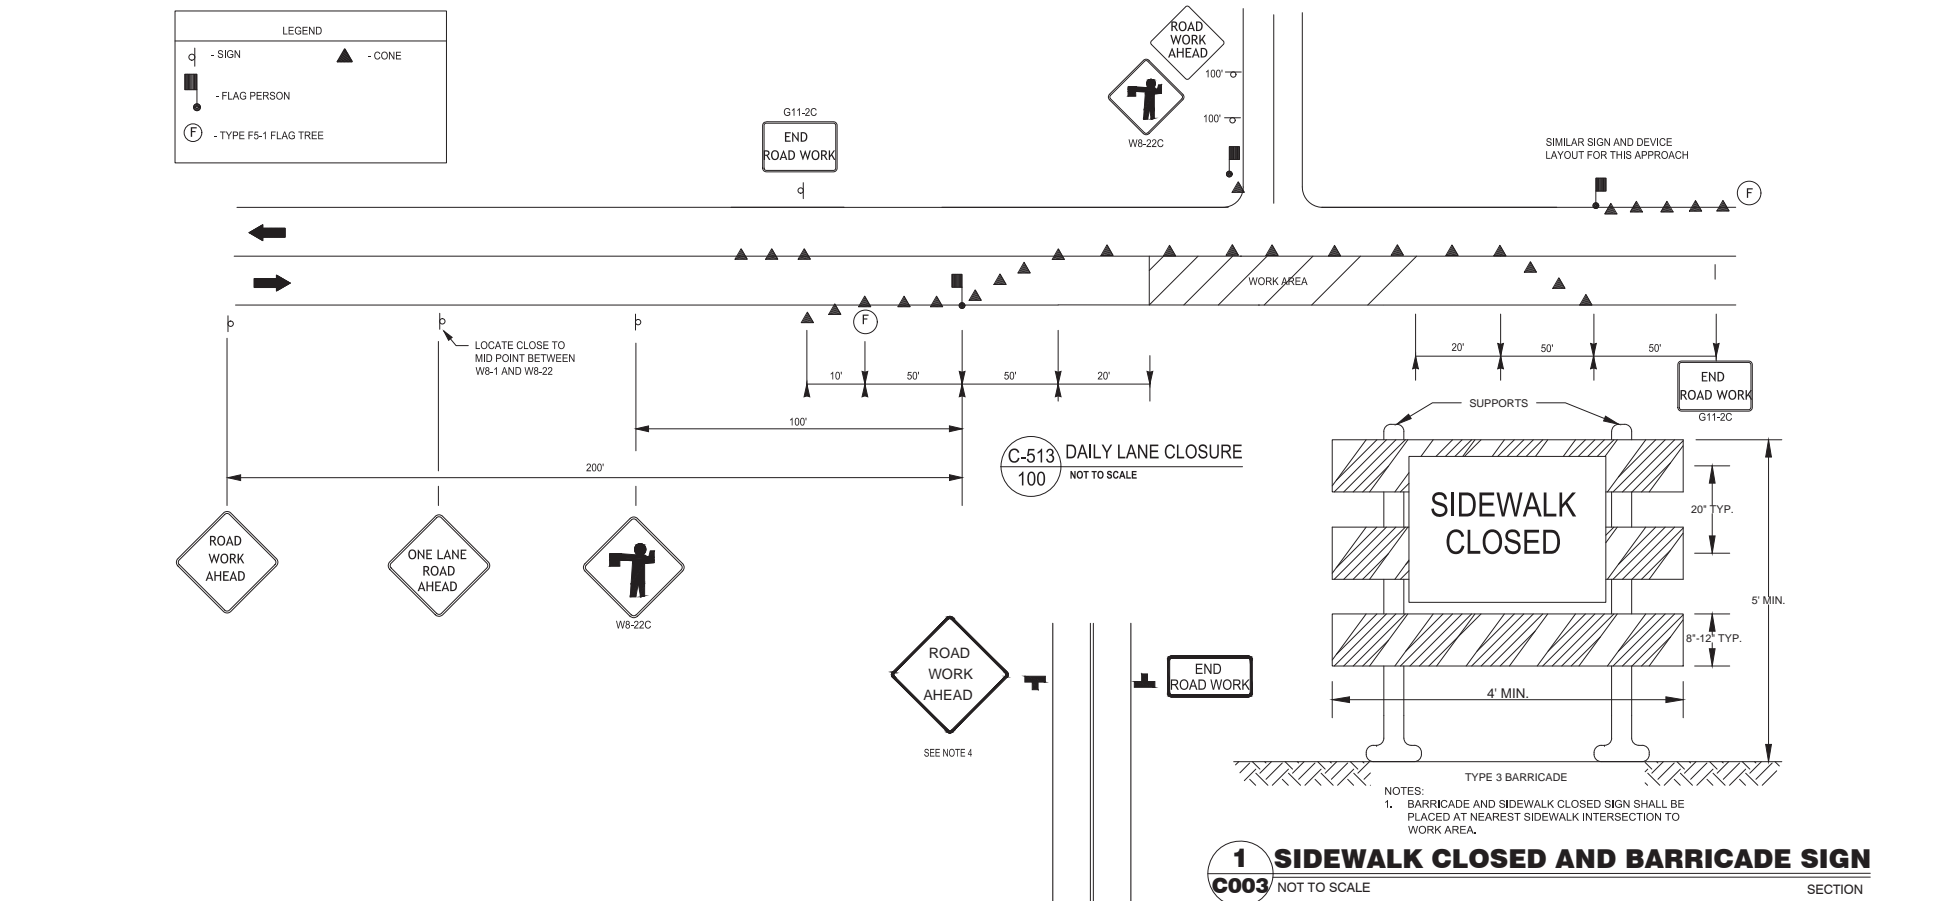 LEGEND
- SIGN
- CONE
- FLAG PERSON
F
- TYPE F5-1 FLAG TREE
ROAD
WORK
AHEAD
100'
100'
W8-22C
G11-2C
END
ROAD WORK
SIMILAR SIGN AND DEVICE
LAYOUT FOR THIS APPROACH
F
WORK AREA
F
LOCATE CLOSE TO
MID POINT BETWEEN
W8-1 AND W8-22
10'
50'
50'
20'
100'
200'
20'
50'
50'
END
ROAD WORK
G11-2C
C-513
100
DAILY LANE CLOSURE
NOT TO SCALE
ROAD
WORK
AHEAD
ONE LANE
ROAD
AHEAD
W8-22C
ROAD
WORK
AHEAD
SEE NOTE 4
END
ROAD WORK
SUPPORTS
SIDEWALK
CLOSED
20" TYP.
5' MIN.
8"-12" TYP.
4' MIN.
TYPE 3 BARRICADE
NOTES:
1. BARRICADE AND SIDEWALK CLOSED SIGN SHALL BE
PLACED AT NEAREST SIDEWALK INTERSECTION TO
WORK AREA.
1
C003
SIDEWALK CLOSED AND BARRICADE SIGN
NOT TO SCALE
SECTION